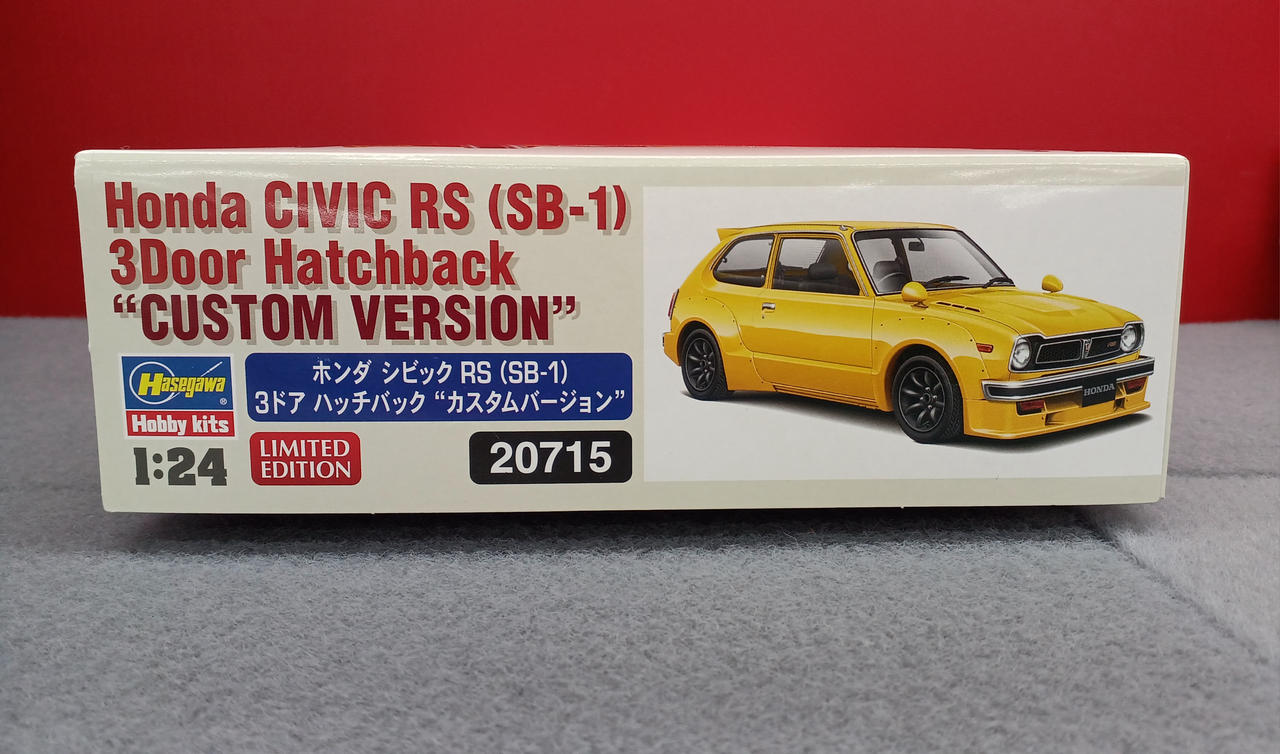 Honda CIVIC RS (SB-1)
3Door Hatchback
“CUSTOM VERSION”
Hasegawa®
Hobby kits
ホンダ シビック RS (SB-1)
3ドア ハッチバック “カスタムバージョン”
1:24
LIMITED
EDITION
20715
HONDA